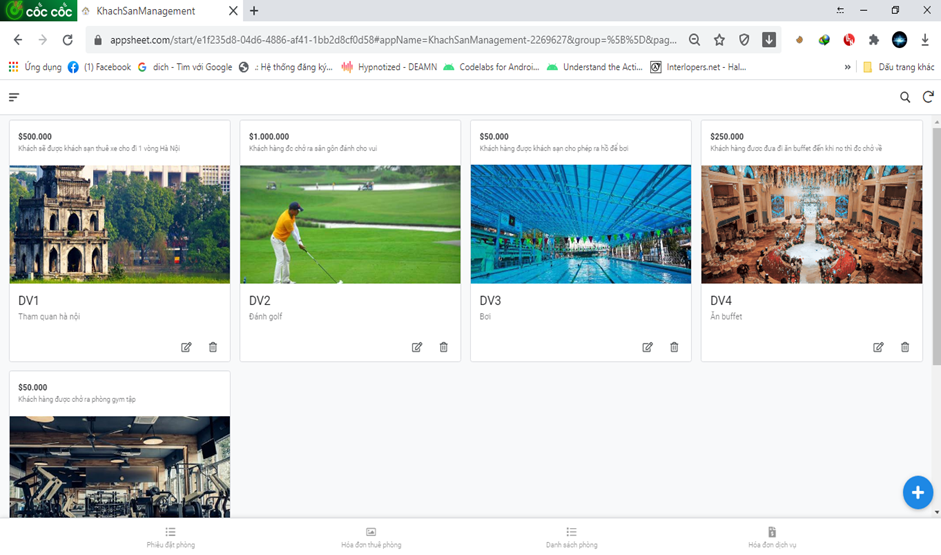 cốc cốc
KhachSanManagement
appsheet.com/start/e1f235d8-04d6-4886-af41-1bb2d8cf0d58#appName=KhachSanManagement-2269627&group=%5B%5D&pag...
Ứng dụng
(1) Facebook
dich - Tìm với Google
.: Hệ thống đăng ký...
Hypnotized - DEAMN
Codelabs for Androi...
Understand the Acti...
Interlopers.net - Hal...
»
Dấu trang khác
$500.000
Khách sẽ được khách sạn thuê xe cho đi 1 vòng Hà Nội
DV1
Tham quan hà nội
$1.000.000
Khách hàng đc chở ra sân gôn đánh cho vui
DV2
Đánh golf
$50.000
Khách hàng được khách sạn cho phép ra hồ để bơi
DV3
Bơi
$250.000
Khách hàng được đưa đi ăn buffet đến khi no thì đc chở về
DV4
Ăn buffet
$50.000
Khách hàng được chở ra phòng gym tập
Phiếu đặt phòng
Hóa đơn thuê phòng
Danh sách phòng
Hóa đơn dịch vụ